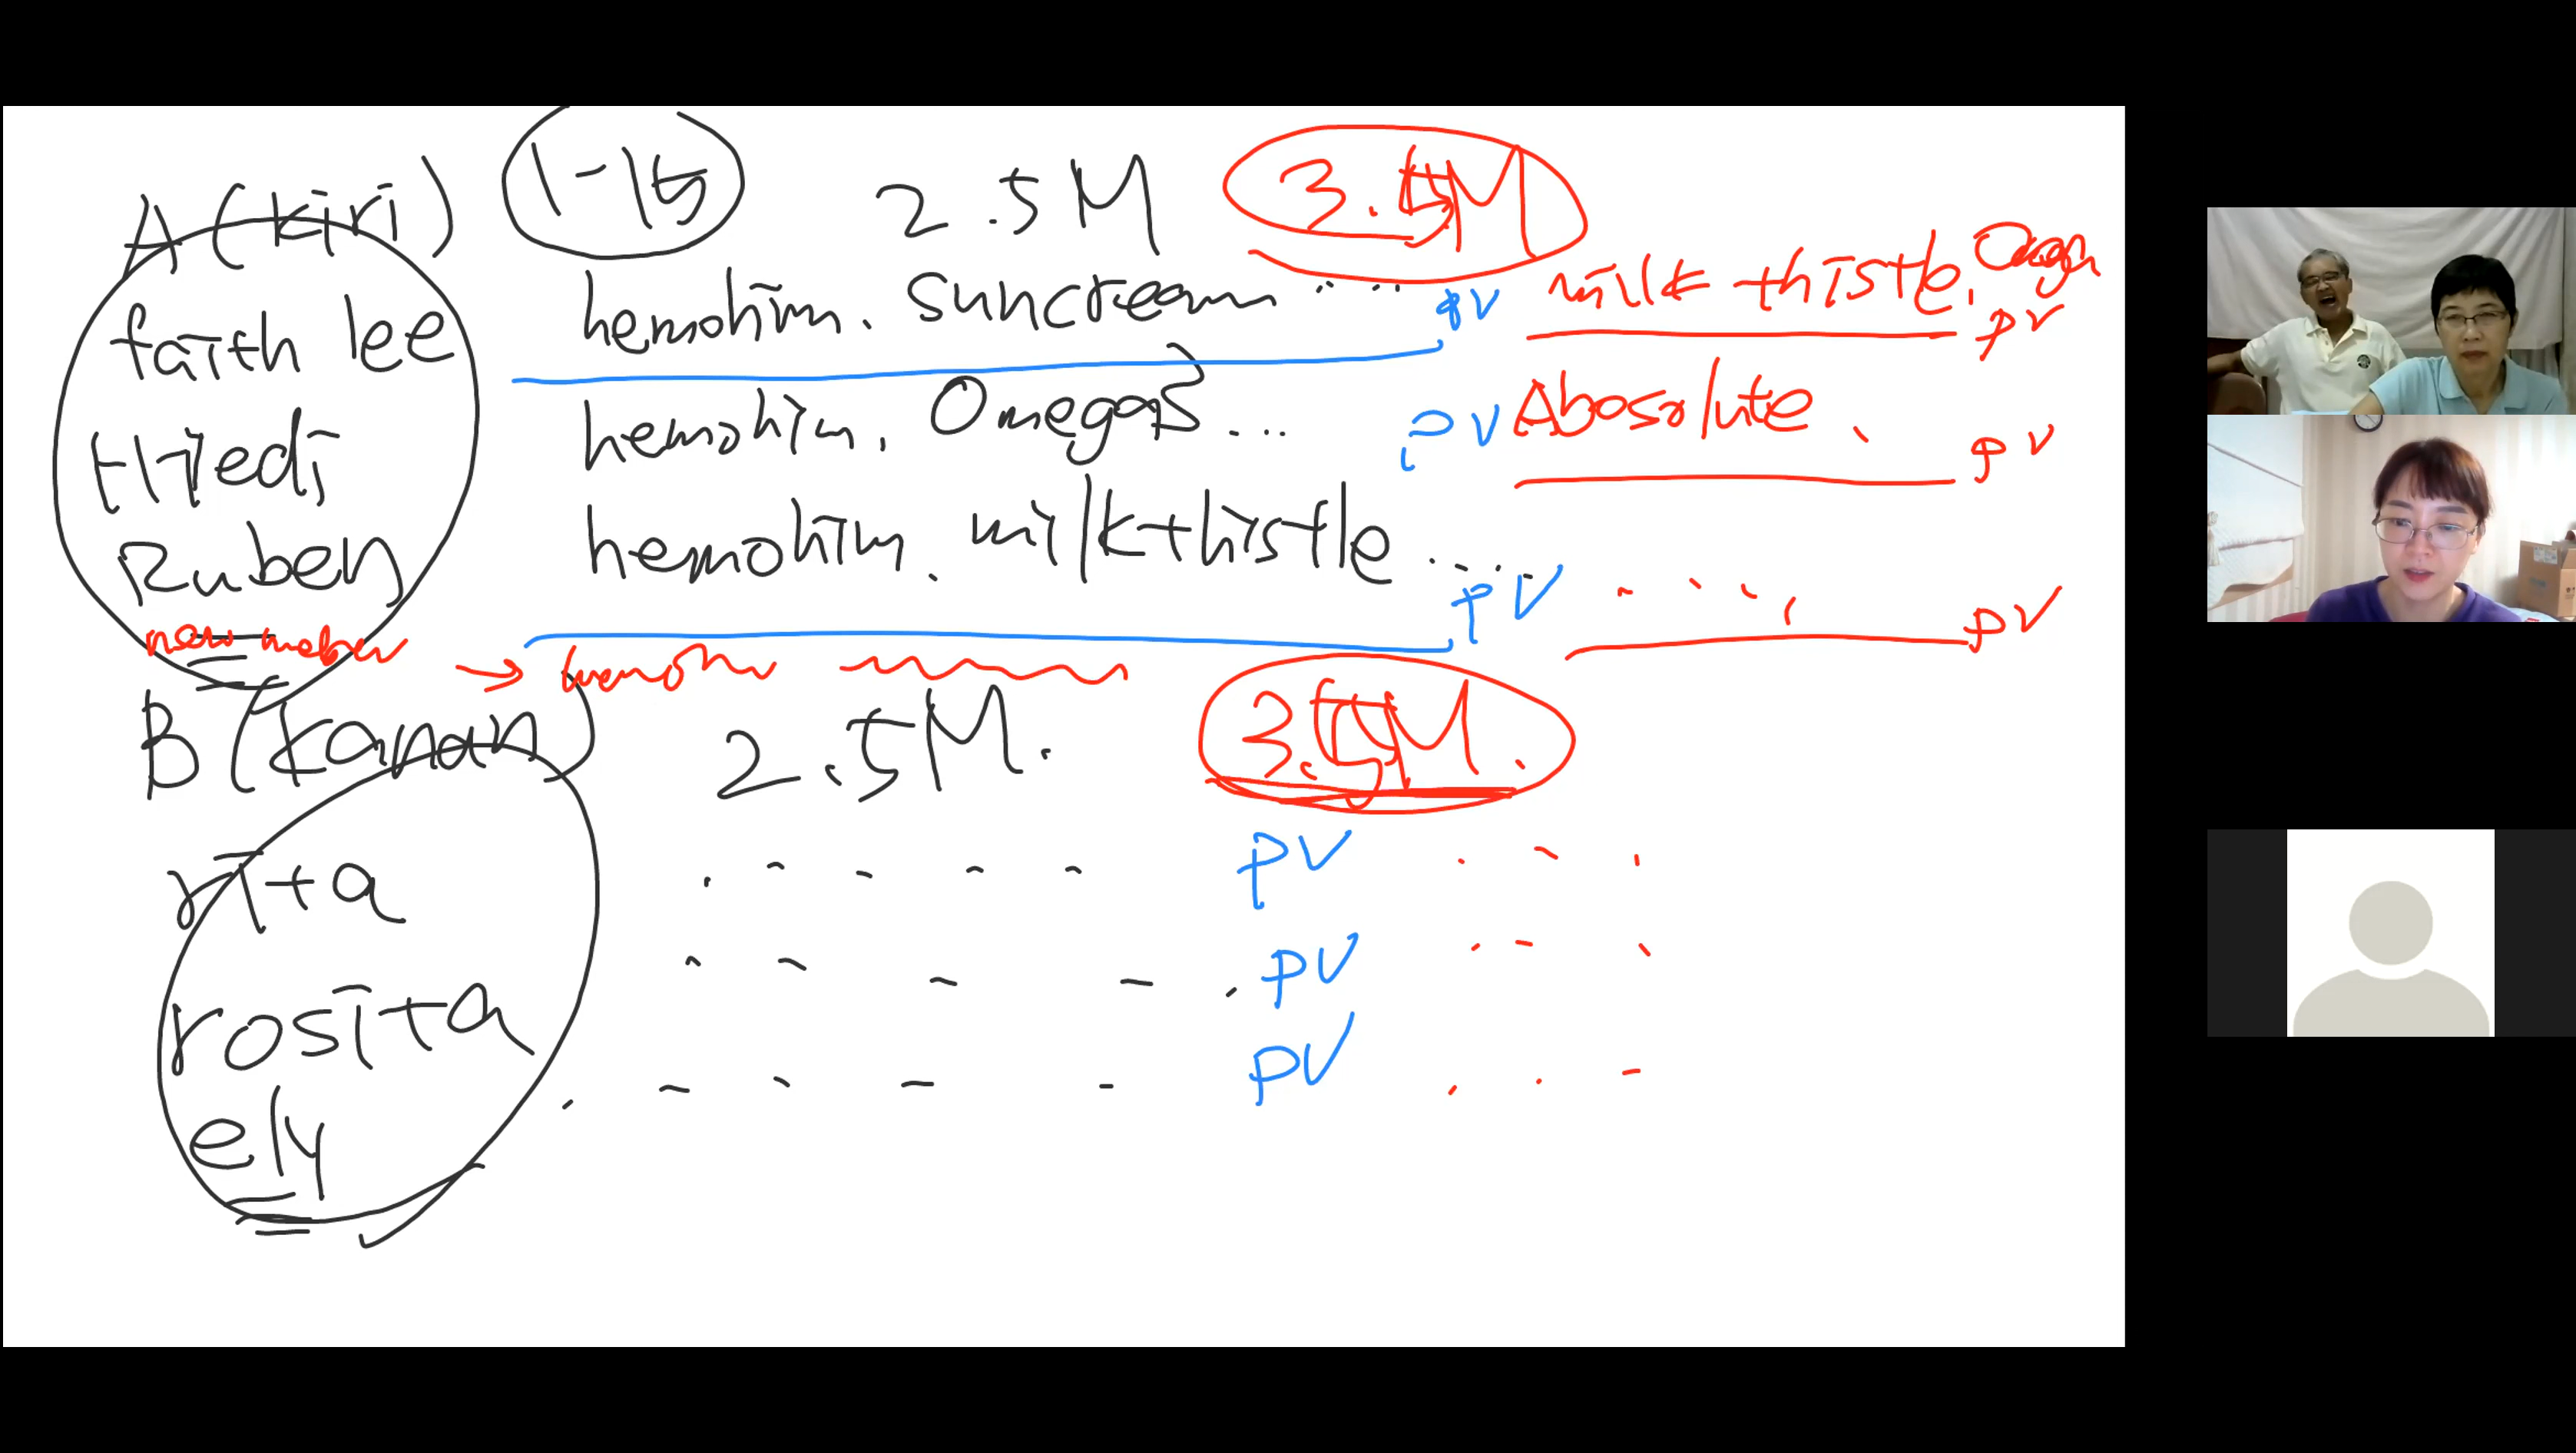 A (kiri) 1-15 2.5M 3.5M
faith lee hemohim. suncream .... PV milk thistle. PV
Hiedi hemohim. Omega3 ... PV Abosolute PV
Ruben hemohim. milkthistle ..... PV .... PV
new → hemohim
B (kanan) 2.5M. 3.5M.
rita PV
rosita PV
ely PV